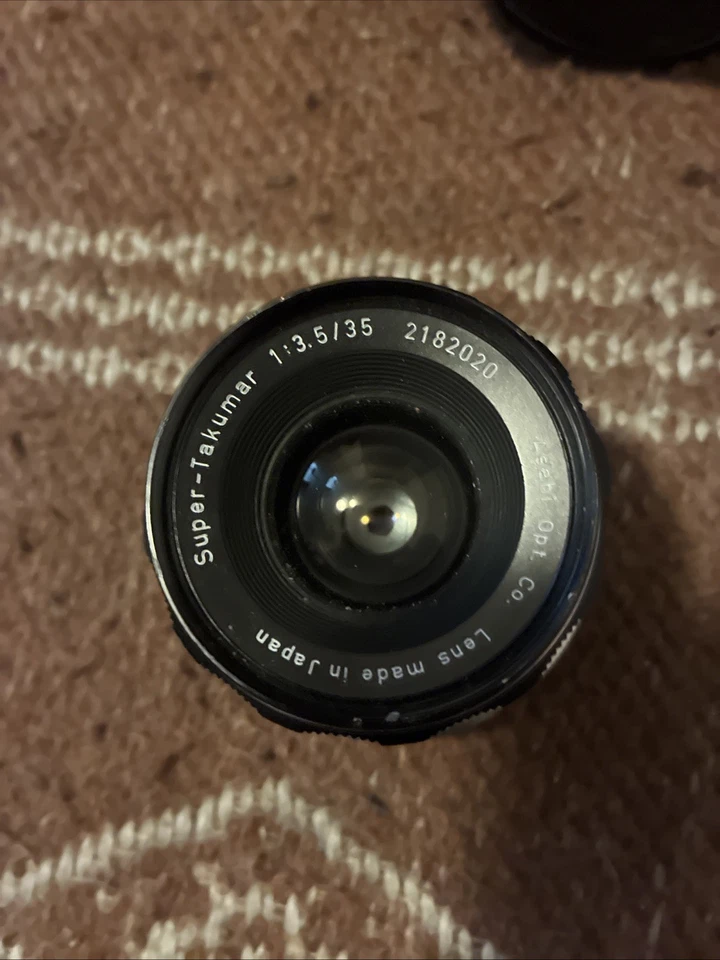 Super-Takumar 1:3.5/35 2182020
Asahi Opt. Co.
Lens made in Japan